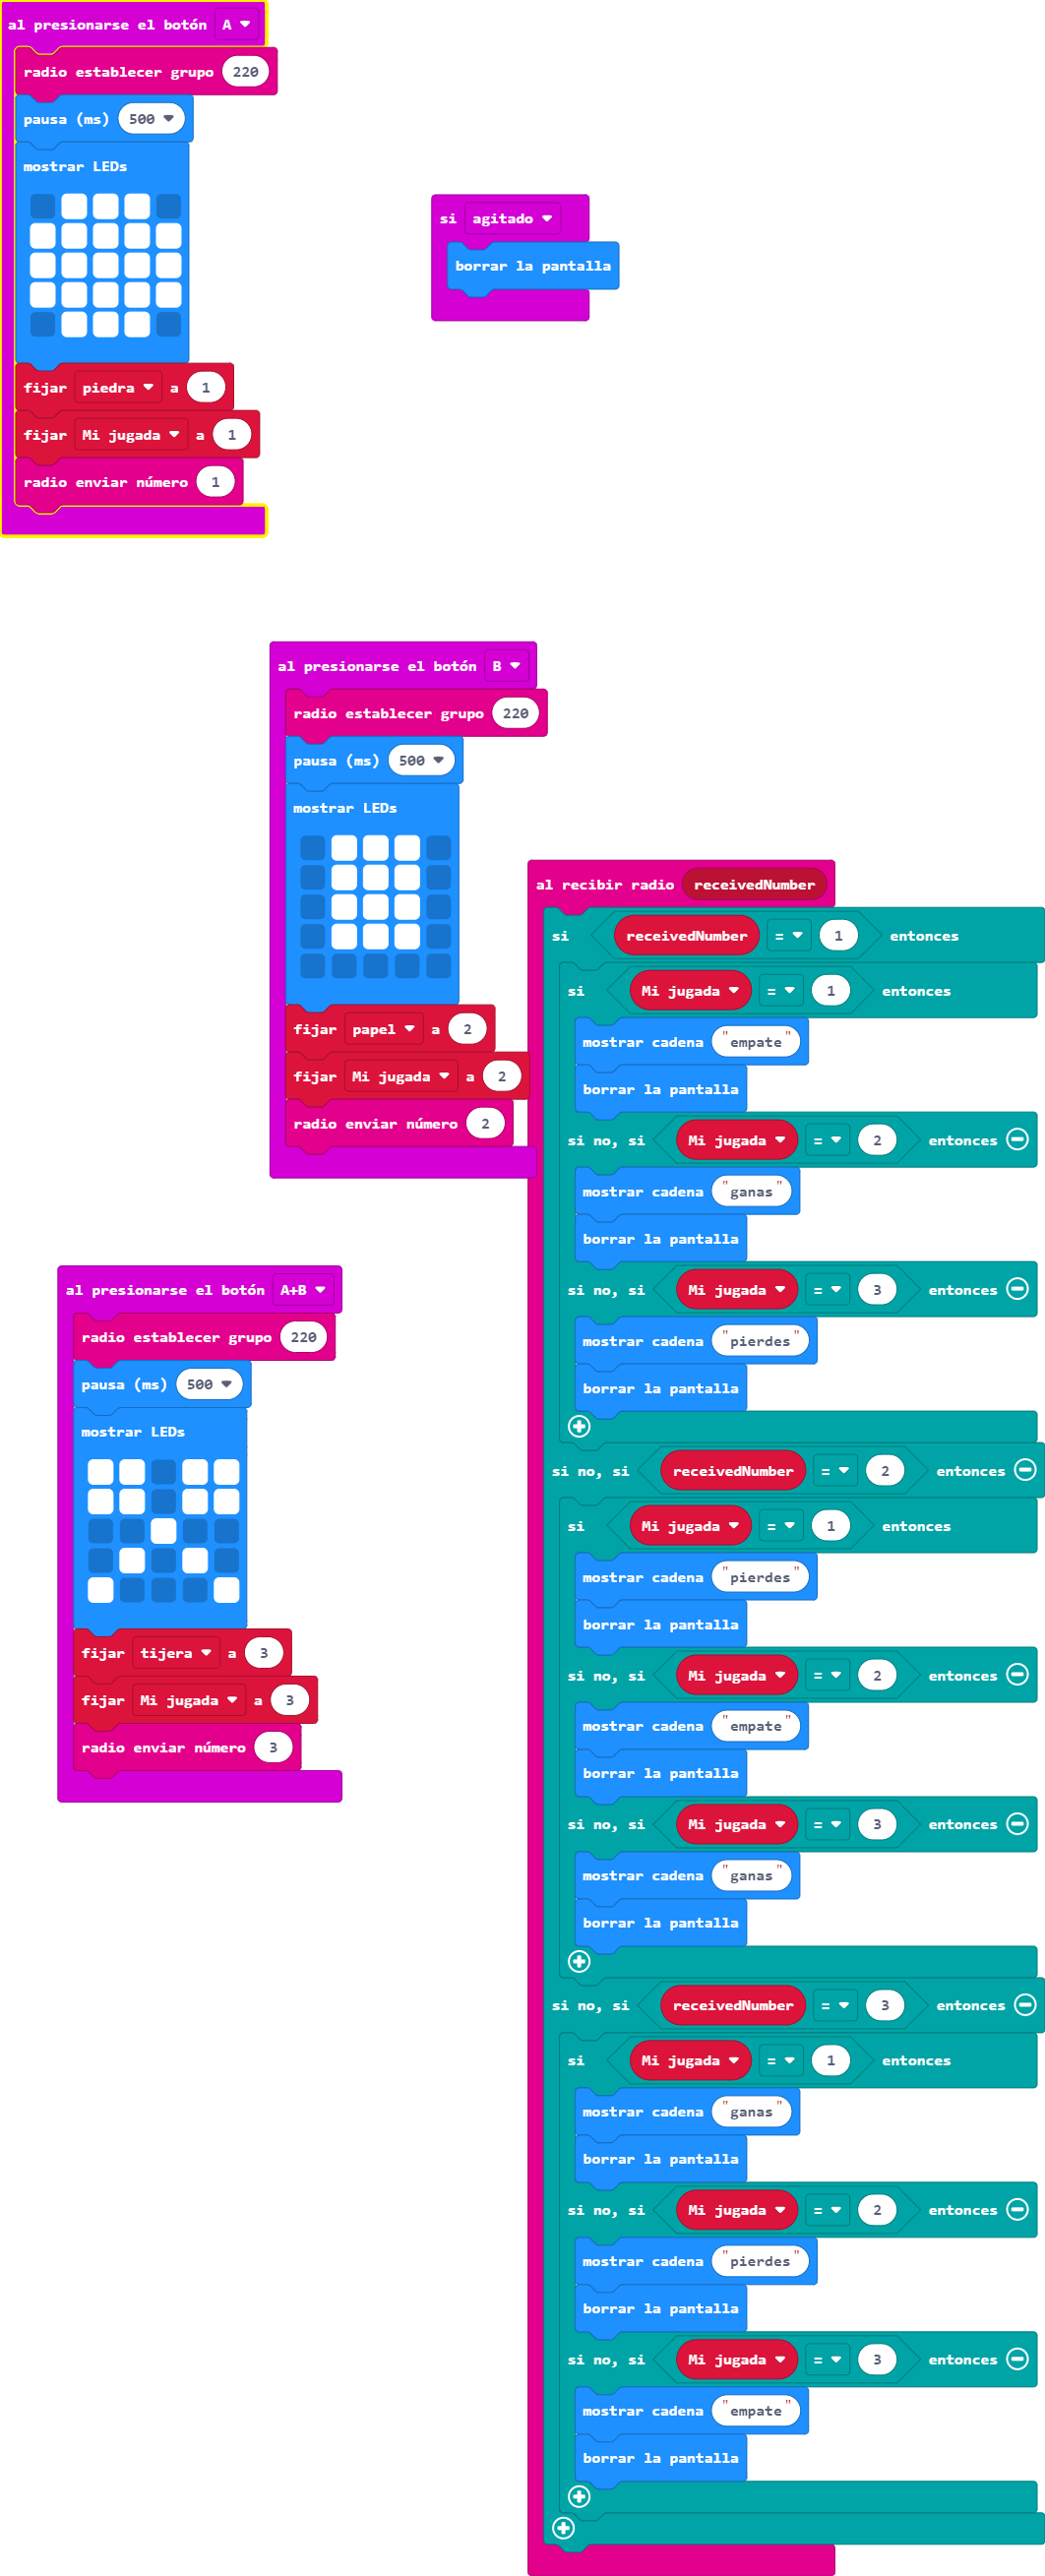 al presionarse el botón A
radio establecer grupo 220
pausa (ms) 500
mostrar LEDs
fijar piedra a 1
fijar Mi jugada a 1
radio enviar número 1
si agitado
borrar la pantalla
al presionarse el botón B
radio establecer grupo 220
pausa (ms) 500
mostrar LEDs
fijar papel a 2
fijar Mi jugada a 2
radio enviar número 2
al presionarse el botón A+B
radio establecer grupo 220
pausa (ms) 500
mostrar LEDs
fijar tijera a 3
fijar Mi jugada a 3
radio enviar número 3
al recibir radio receivedNumber
si receivedNumber = 1 entonces
si Mi jugada = 1 entonces
mostrar cadena "empate"
borrar la pantalla
si no, si Mi jugada = 2 entonces
mostrar cadena "ganas"
borrar la pantalla
si no, si Mi jugada = 3 entonces
mostrar cadena "pierdes"
borrar la pantalla
si no, si receivedNumber = 2 entonces
si Mi jugada = 1 entonces
mostrar cadena "pierdes"
borrar la pantalla
si no, si Mi jugada = 2 entonces
mostrar cadena "empate"
borrar la pantalla
si no, si Mi jugada = 3 entonces
mostrar cadena "ganas"
borrar la pantalla
si no, si receivedNumber = 3 entonces
si Mi jugada = 1 entonces
mostrar cadena "ganas"
borrar la pantalla
si no, si Mi jugada = 2 entonces
mostrar cadena "pierdes"
borrar la pantalla
si no, si Mi jugada = 3 entonces
mostrar cadena "empate"
borrar la pantalla